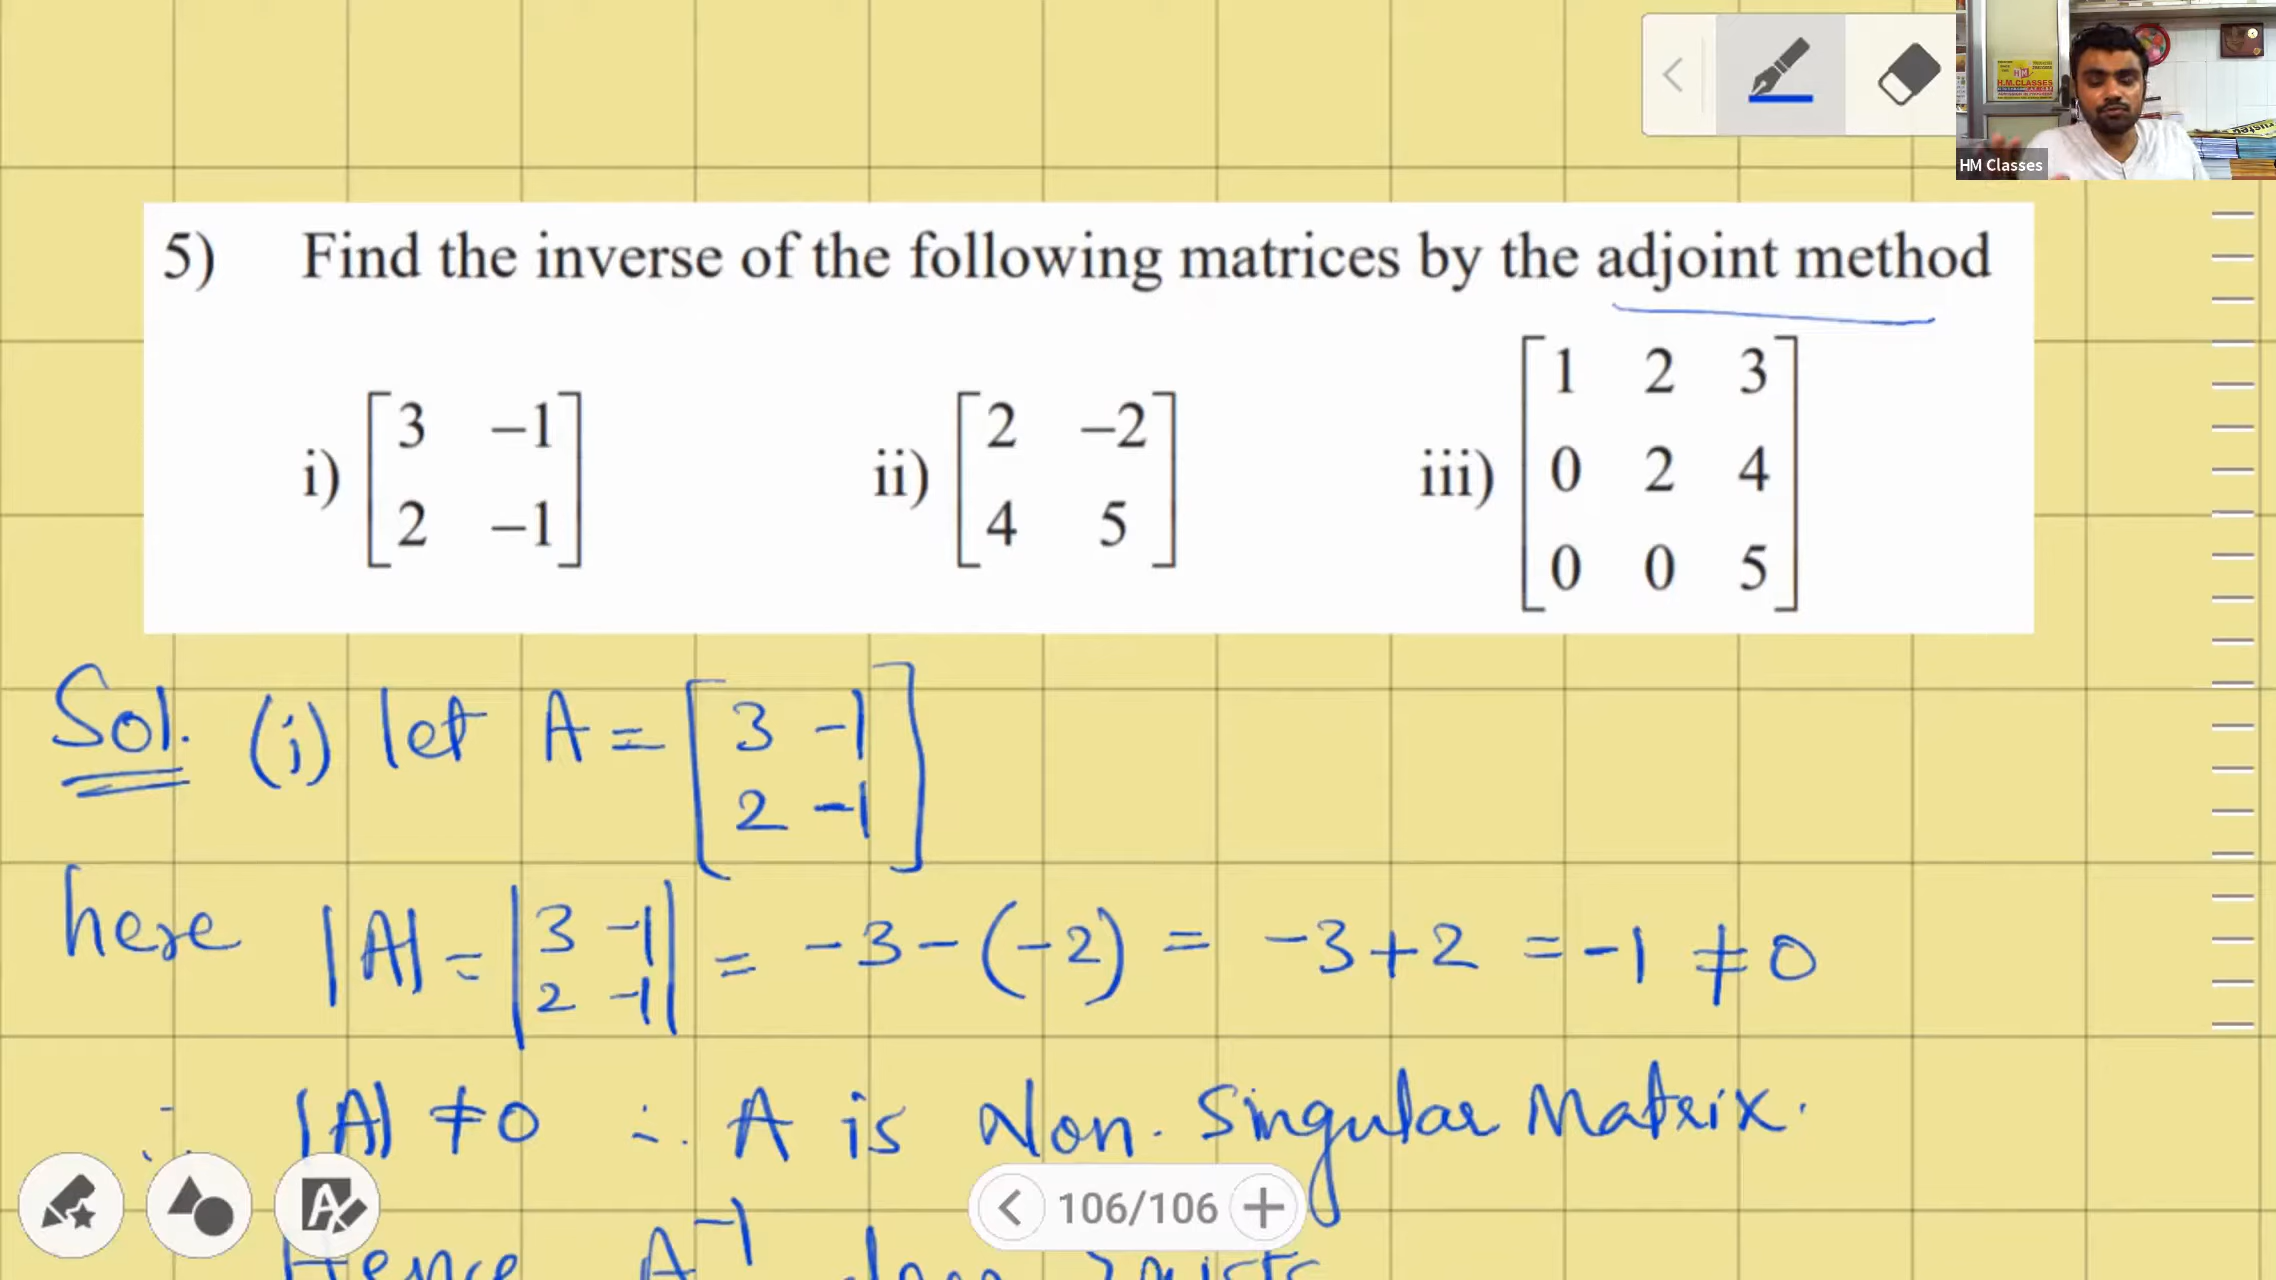 HM Classes
5) Find the inverse of the following matrices by the adjoint method
i) [3 −1
2 −1]
ii) [2 −2
4 5]
iii) [1 2 3
0 2 4
0 0 5]
Sol. (i) let A = [3 -1
2 -1]
here |A| = |3 -1
2 -1| = -3-(-2) = -3+2 = -1 ≠ 0
∴ |A| ≠ 0 ∴ A is Non. Singular Matrix.
Hence A⁻¹
106/106